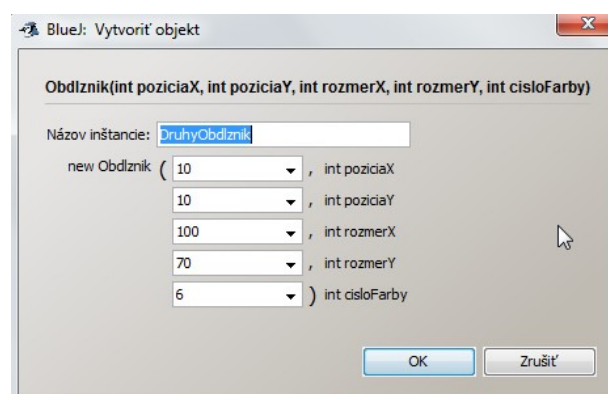 BlueJ: Vytvoriť objekt
Obdlznik(int poziciaX, int poziciaY, int rozmerX, int rozmerY, int cisloFarby)
Názov inštancie: DruhyObdlznik
new Obdlznik ( 10 , int poziciaX
10 , int poziciaY
100 , int rozmerX
70 , int rozmerY
6 ) int cisloFarby
OK Zrušiť